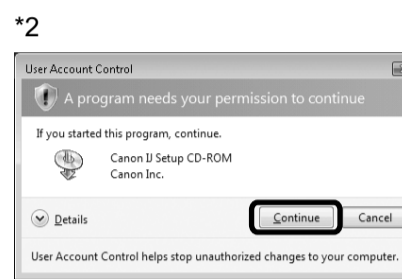 *2
User Account Control
A program needs your permission to continue
If you started this program, continue.
Canon IJ Setup CD-ROM
Canon Inc.
Details
Continue
Cancel
User Account Control helps stop unauthorized changes to your computer.